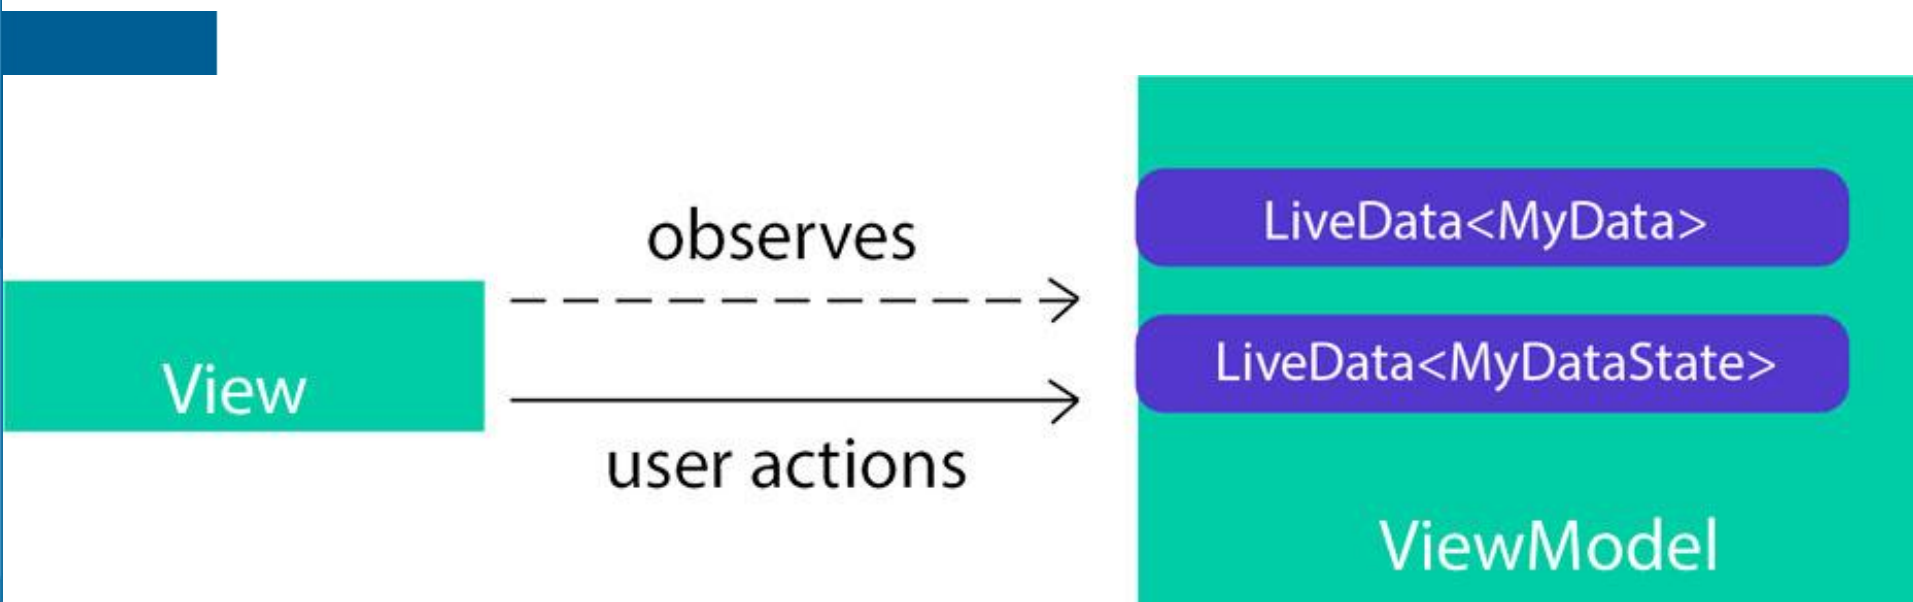 observes
LiveData<MyData>
View
LiveData<MyDataState>
user actions
ViewModel